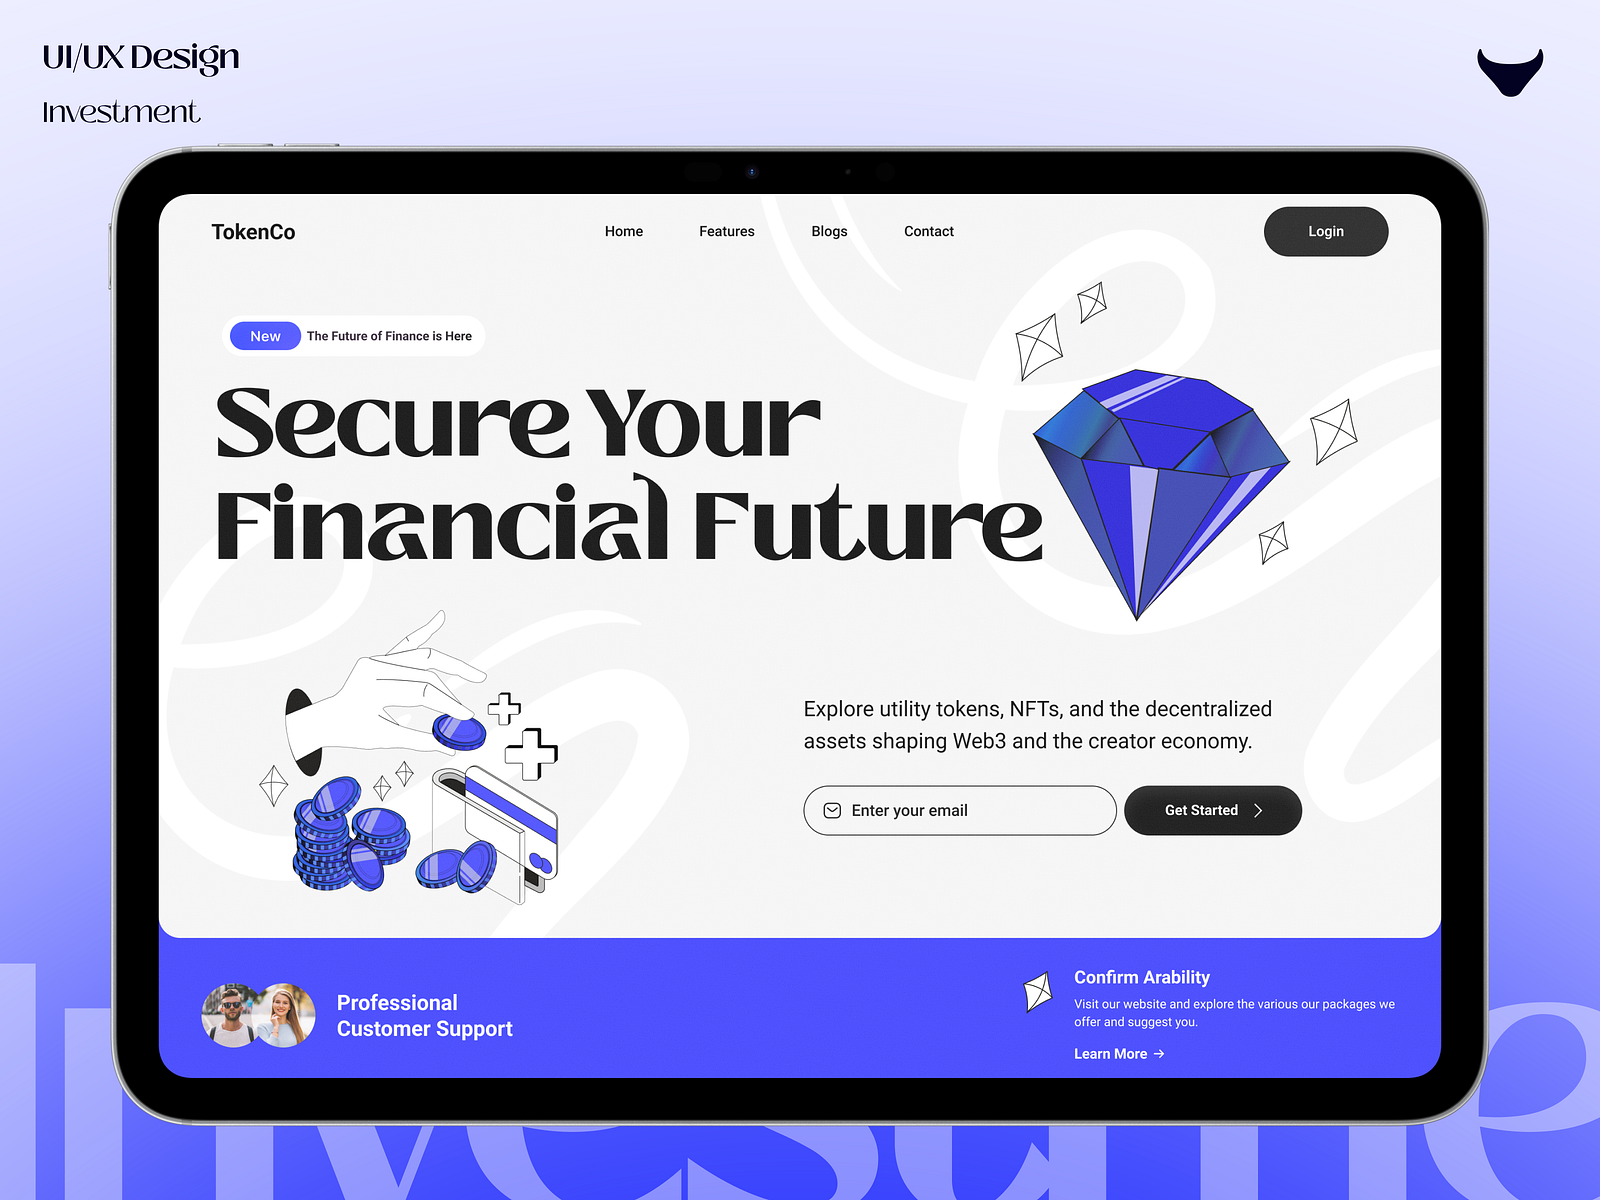 UI/UX Design
Investment
TokenCo
Home
Features
Blogs
Contact
Login
New
The Future of Finance is Here
Secure Your
Financial Future
Explore utility tokens, NFTs, and the decentralized
assets shaping Web3 and the creator economy.
Enter your email
Get Started
Professional
Customer Support
Confirm Arability
Visit our website and explore the various our packages we
offer and suggest you.
Learn More →